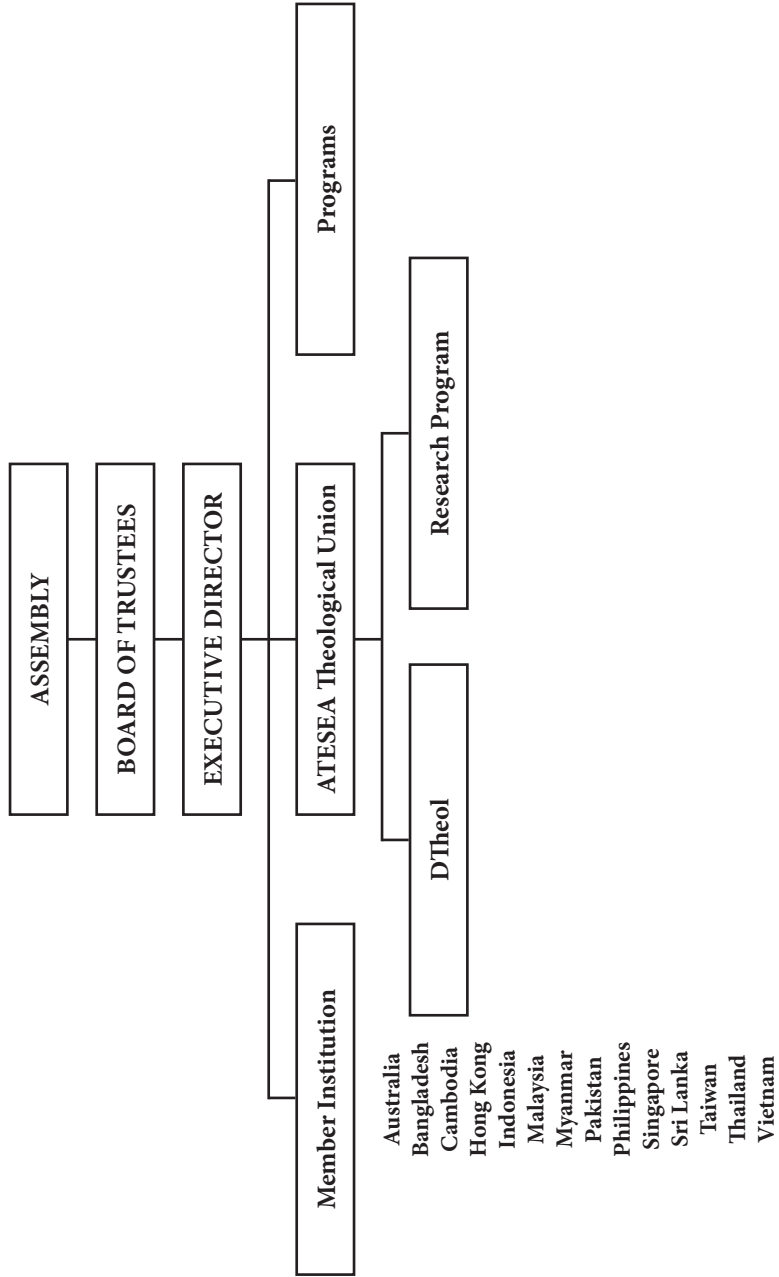 ASSEMBLY
BOARD OF TRUSTEES
EXECUTIVE DIRECTOR
Member Institution
ATESEA Theological Union
Programs
DTheol
Research Program
Australia
Bangladesh
Cambodia
Hong Kong
Indonesia
Malaysia
Myanmar
Pakistan
Philippines
Singapore
Sri Lanka
Taiwan
Thailand
Vietnam